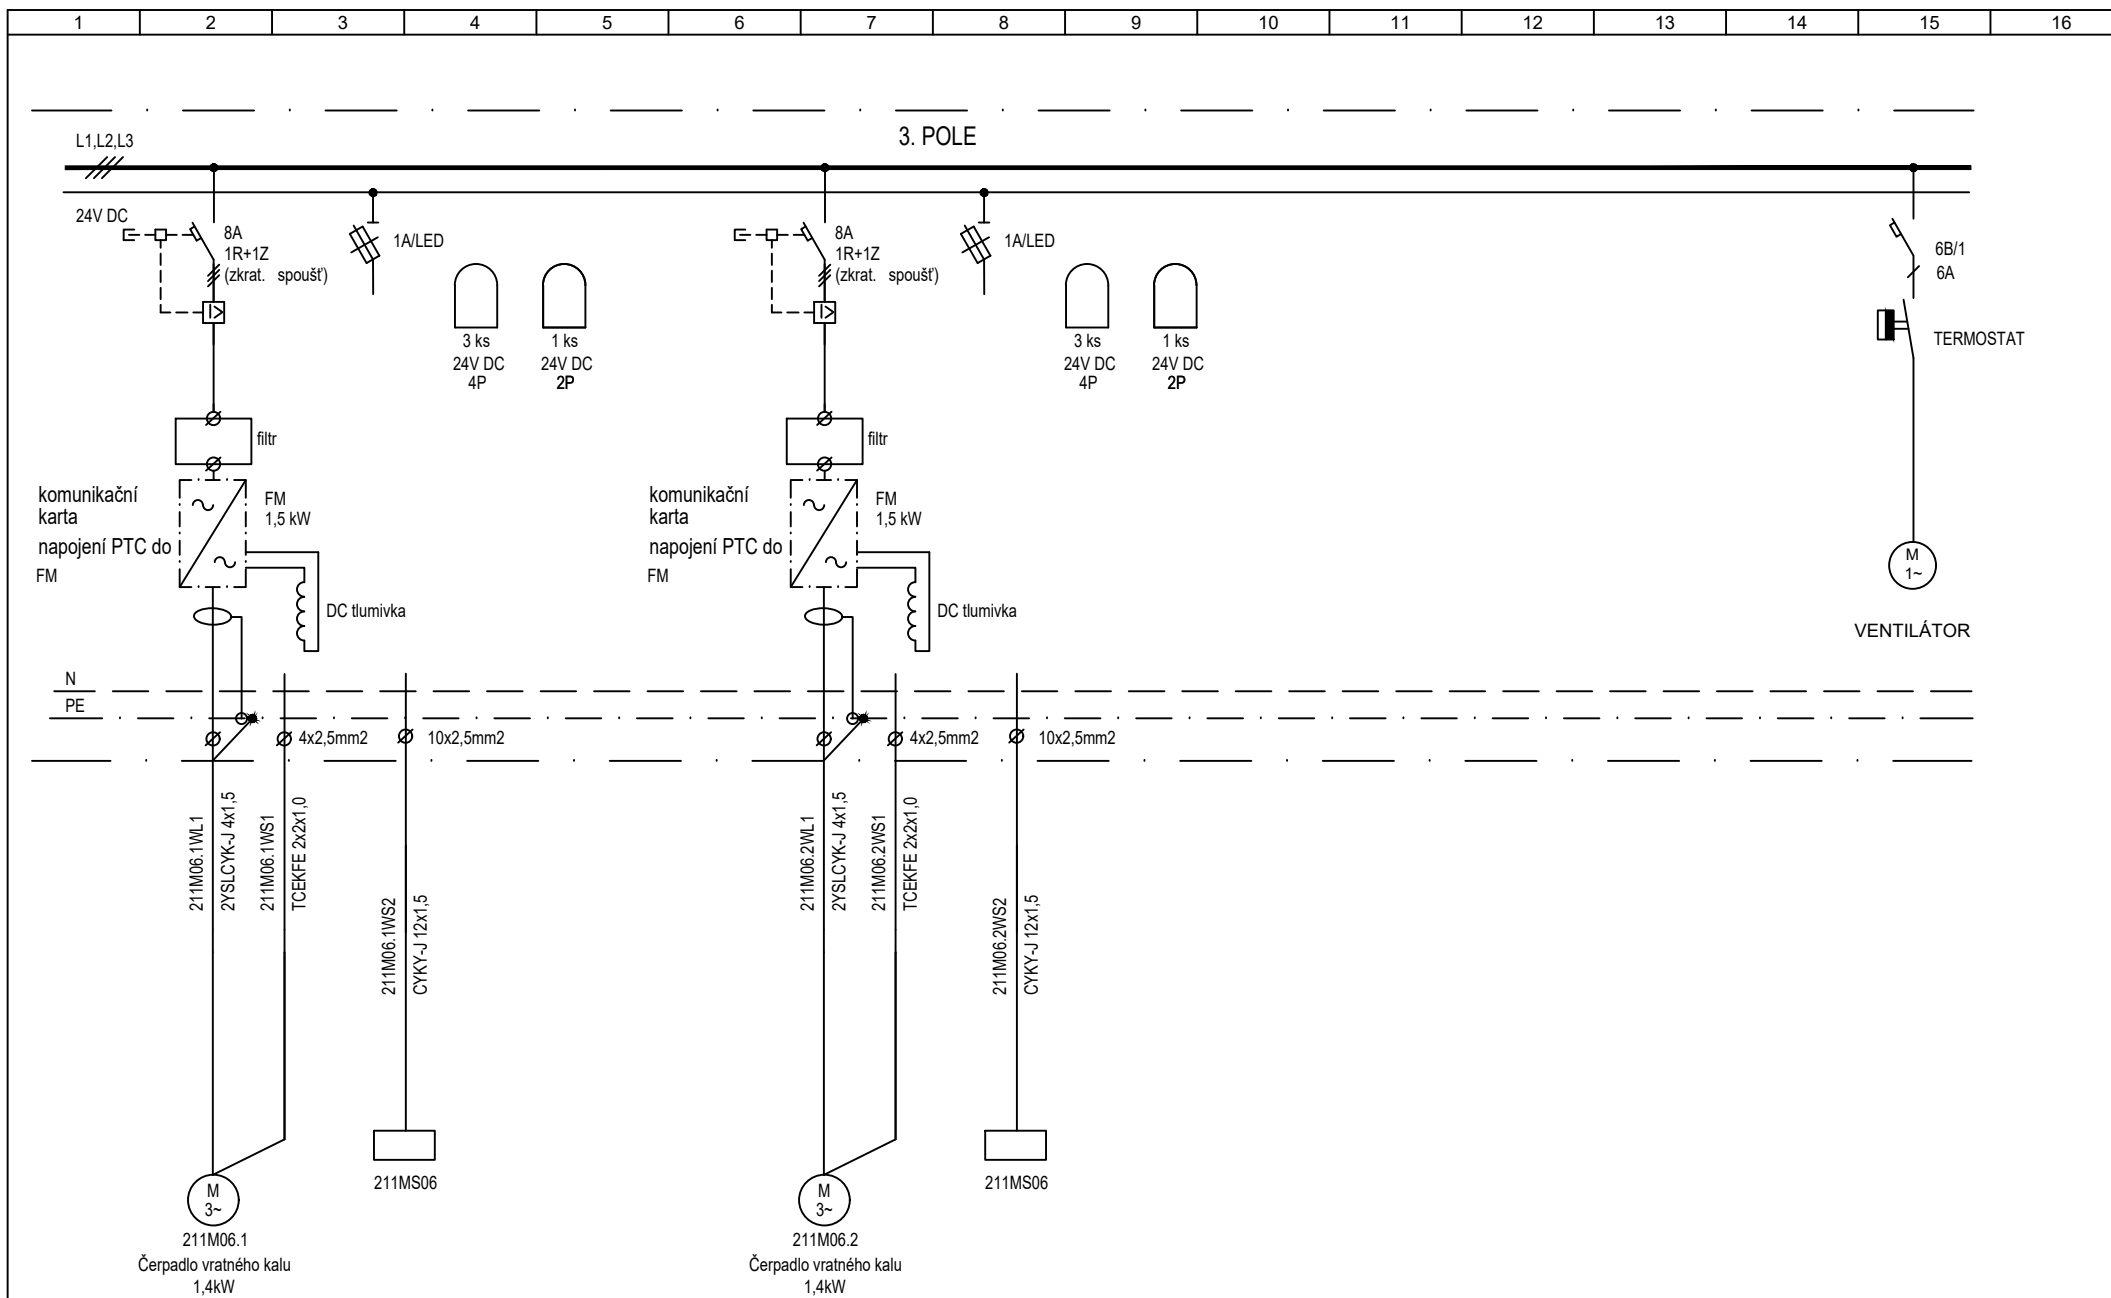 1 2 3 4 5 6 7 8 9 10 11 12 13 14 15 16
3. POLE
L1,L2,L3
24V DC
8A
1R+1Z
(zkrat. spoušť)
1A/LED
3 ks
24V DC
4P
1 ks
24V DC
2P
8A
1R+1Z
(zkrat. spoušť)
1A/LED
3 ks
24V DC
4P
1 ks
24V DC
2P
6B/1
6A
TERMOSTAT
filtr
komunikační
karta
napojení PTC do
FM
FM
1,5 kW
DC tlumivka
filtr
komunikační
karta
napojení PTC do
FM
FM
1,5 kW
DC tlumivka
M
1~
VENTILÁTOR
N
PE
4x2,5mm2
10x2,5mm2
4x2,5mm2
10x2,5mm2
211M06.1WL1
2YSLCYK-J 4x1,5
211M06.1WS1
TCEKFE 2x2x1,0
211M06.1WS2
CYKY-J 12x1,5
211M06.2WL1
2YSLCYK-J 4x1,5
211M06.2WS1
TCEKFE 2x2x1,0
211M06.2WS2
CYKY-J 12x1,5
M
3~
211M06.1
Čerpadlo vratného kalu
1,4kW
211MS06
M
3~
211M06.2
Čerpadlo vratného kalu
1,4kW
211MS06